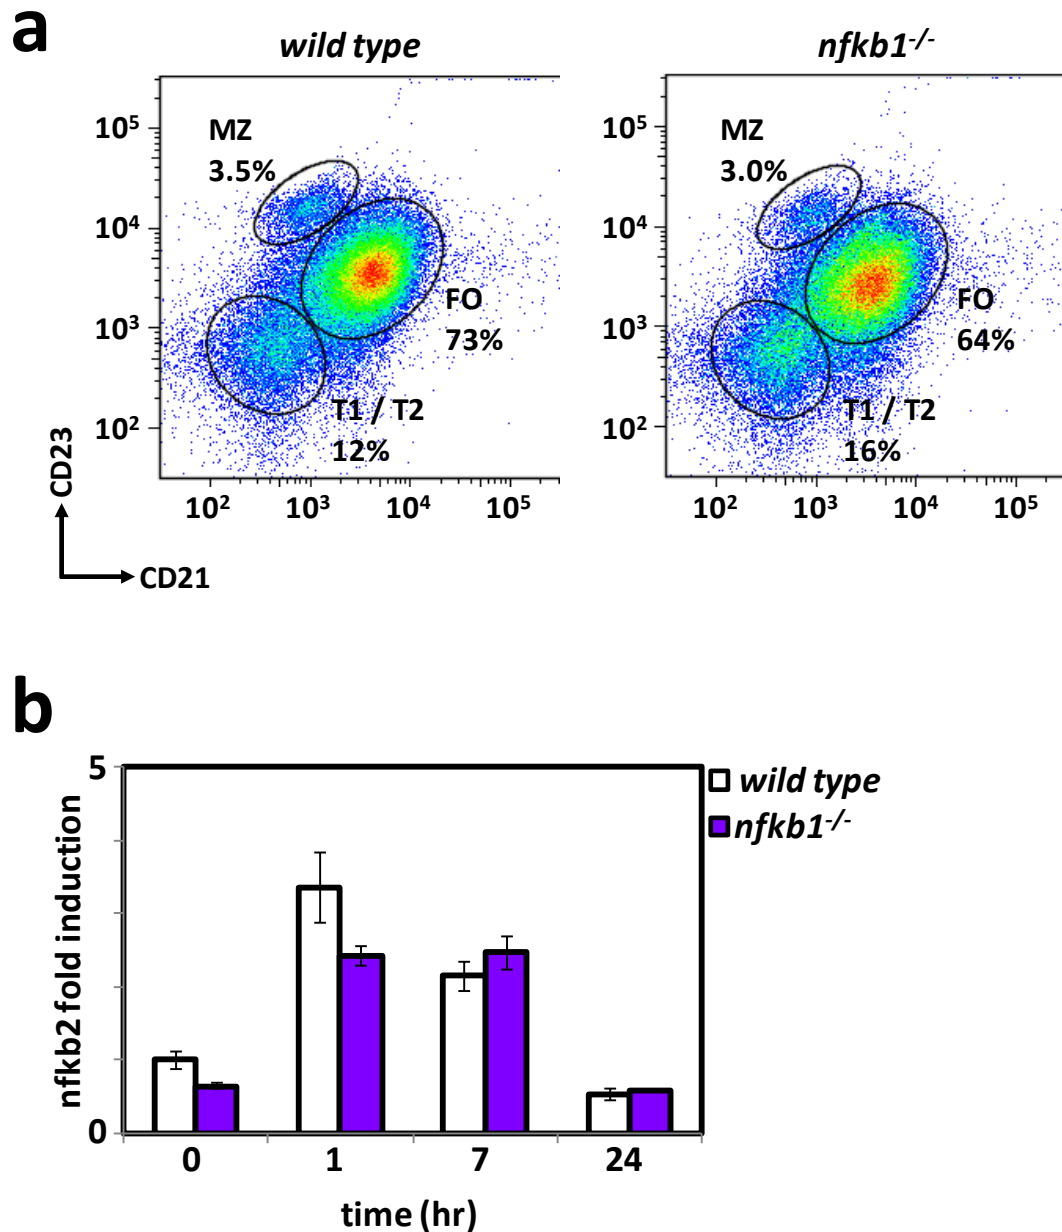 a
wild type
nfkb1-/-
MZ
3.5%
FO
73%
T1 / T2
12%
10⁵
10⁴
10³
10²
10² 10³ 10⁴ 10⁵
MZ
3.0%
FO
64%
T1 / T2
16%
10⁵
10⁴
10³
10²
10² 10³ 10⁴ 10⁵
CD23
CD21
b
nfkb2 fold induction
5
0
0 1 7 24
time (hr)
wild type
nfkb1-/-